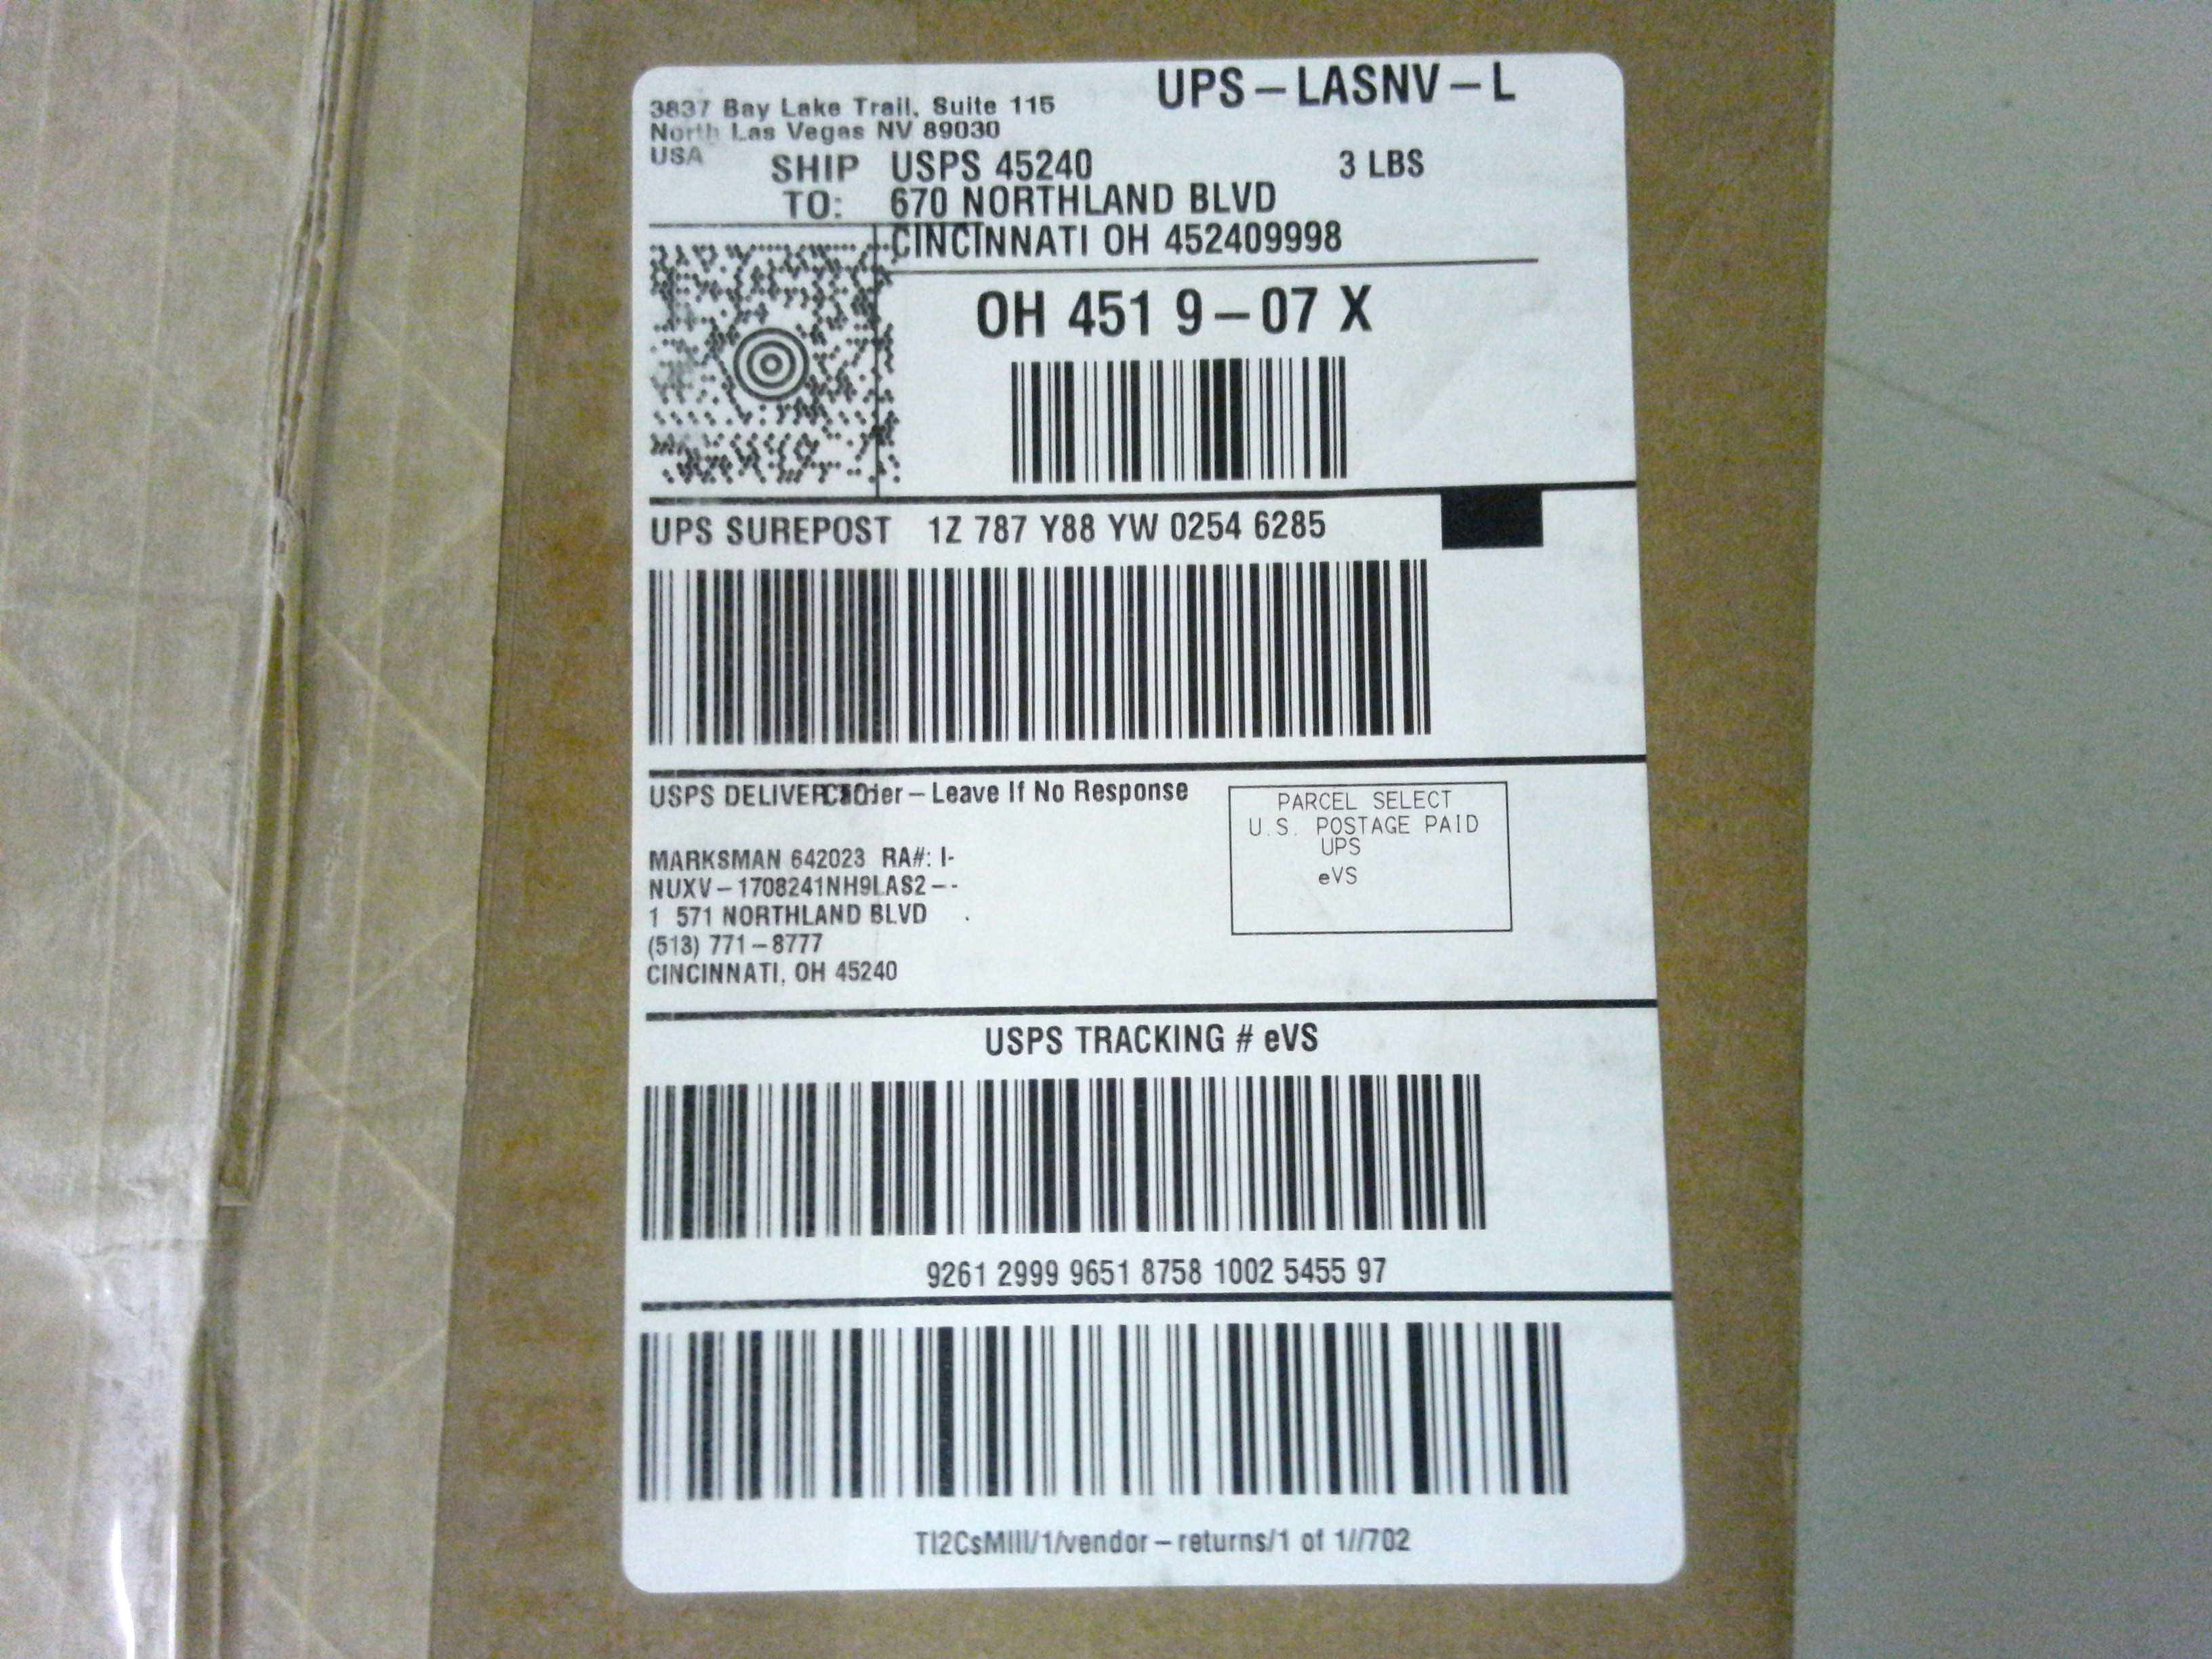 UPS-LASNV-L
3837 Bay Lake Trail, Suite 115
North Las Vegas NV 89030
USA
SHIP TO: USPS 45240 3 LBS
670 NORTHLAND BLVD
CINCINNATI OH 452409998
OH 451 9-07 X
UPS SUREPOST 1Z 787 Y88 YW 0254 6285
USPS DELIVER TO: Carrier - Leave If No Response
PARCEL SELECT
U.S. POSTAGE PAID
UPS
eVS
MARKSMAN 642023 RA#: I-
NUXV-1708241NH9LAS2--
1 571 NORTHLAND BLVD
(513) 771-8777
CINCINNATI, OH 45240
USPS TRACKING # eVS
9261 2999 9651 8758 1002 5455 97
TI2CsMIII/1/vendor-returns/1 of 1//702